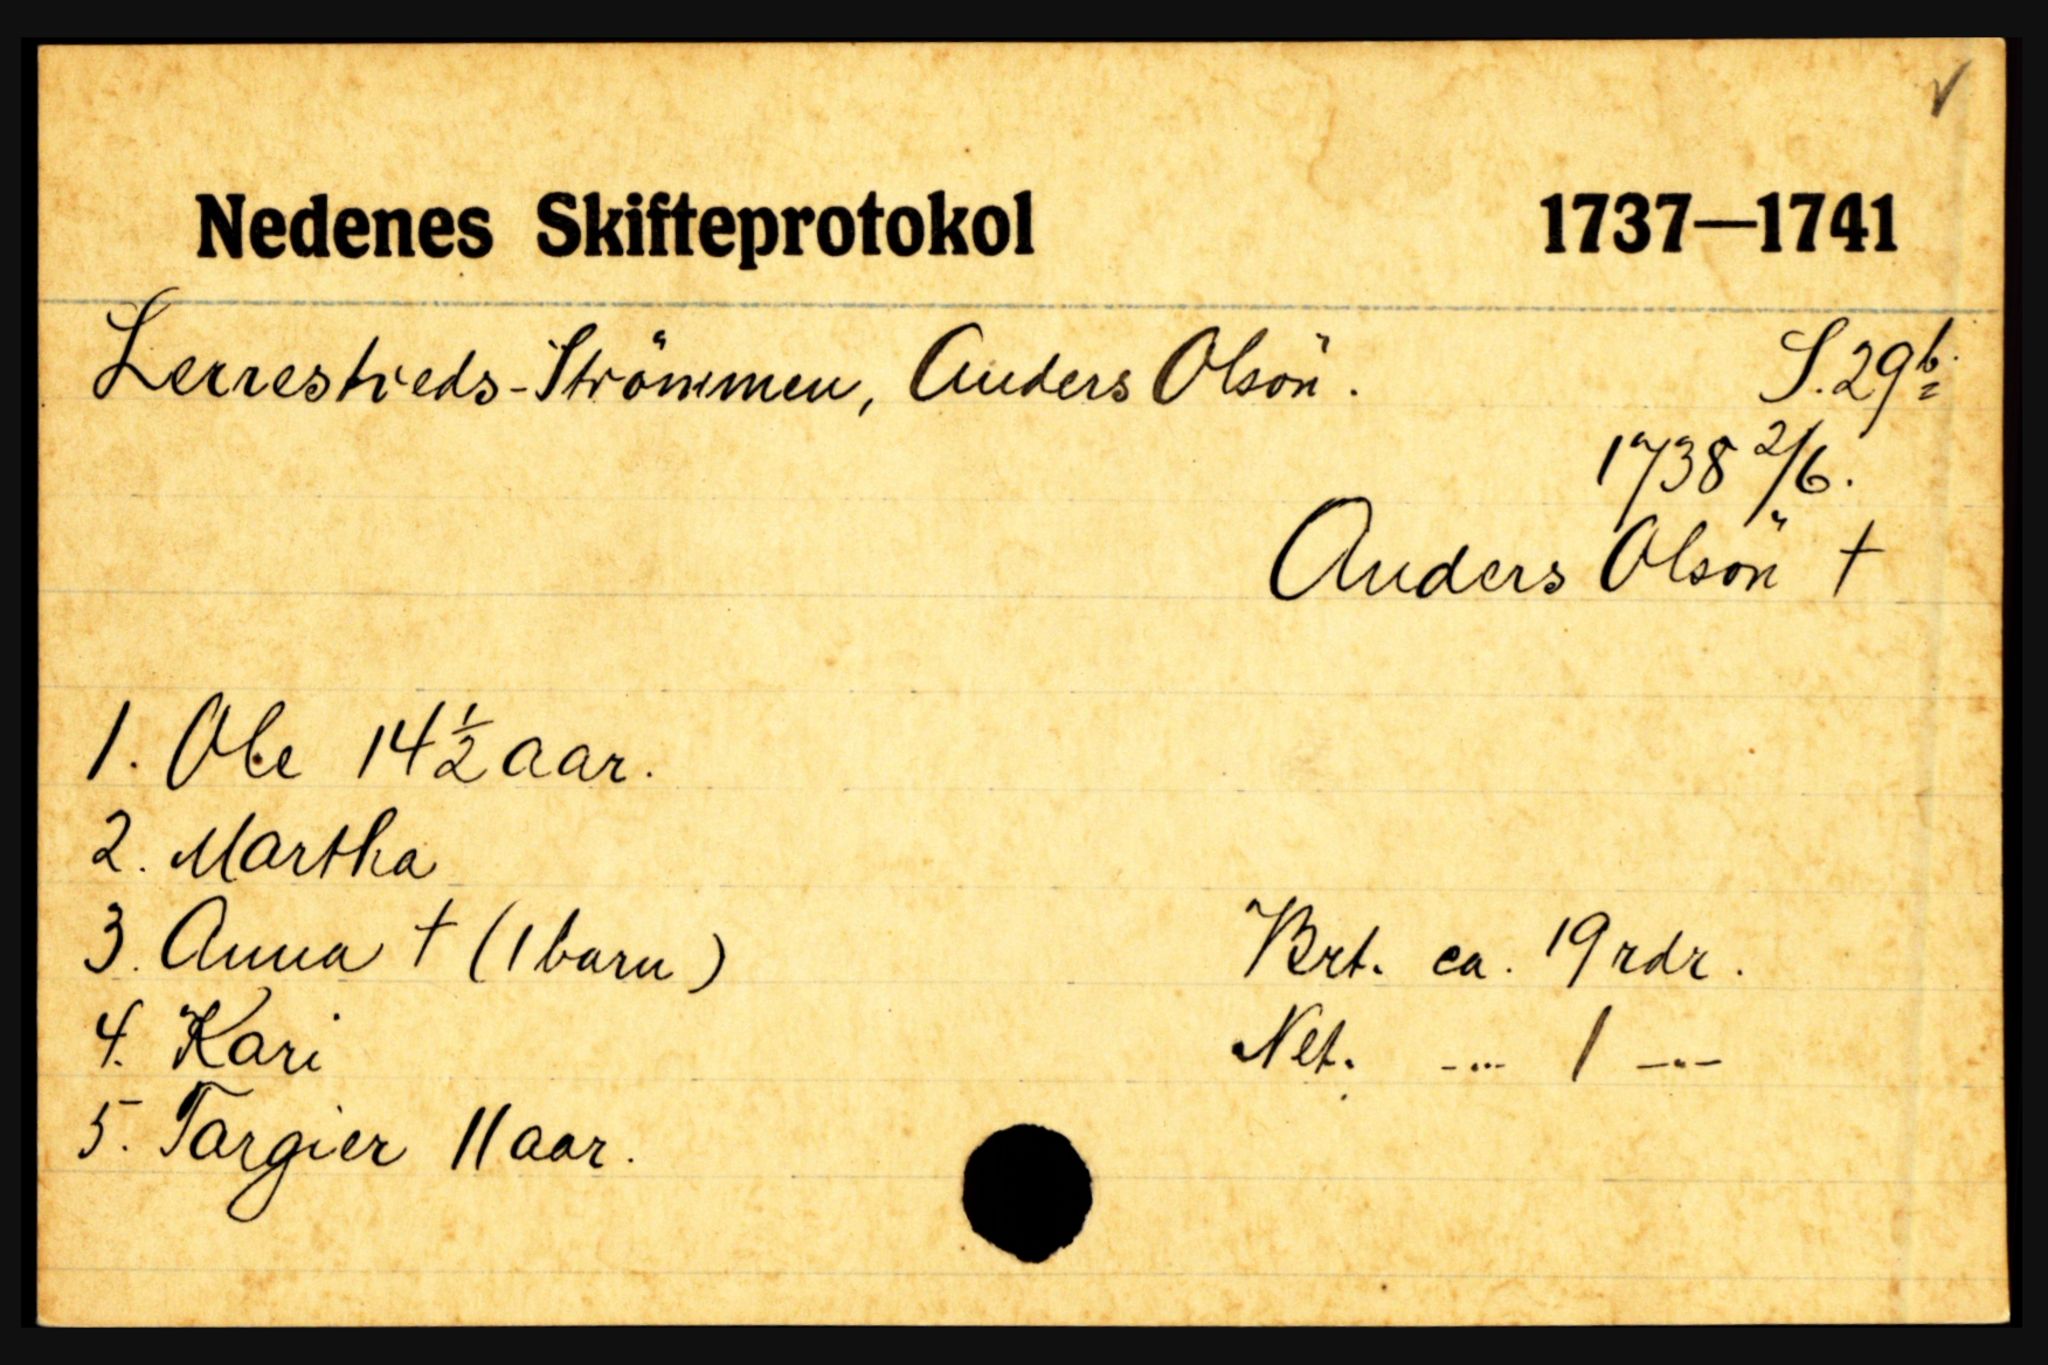 Nedenes Skifteprotokol 1737—1741
Lerrestveds-Strömmen, Anders Olsön. S. 29b.
1738 2/6.
Anders Olsön †
1. Ole 14½ aar.
2. Martha
3. Anna † (1 barn) Brt. ca. 19 rdr.
4. Kari Net. -..- 1 -..-
5. Targier 11 aar.